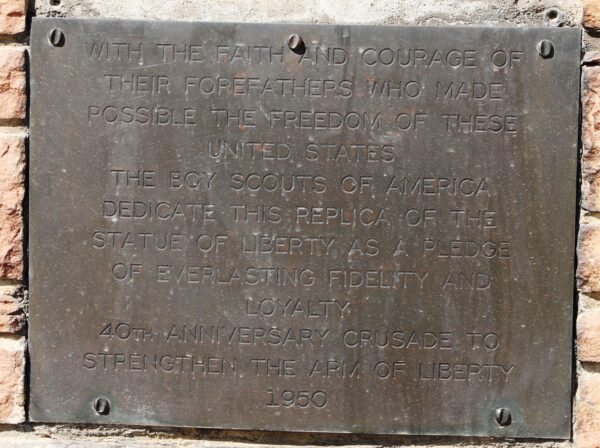 WITH THE FAITH AND COURAGE OF
THEIR FOREFATHERS WHO MADE
POSSIBLE THE FREEDOM OF THESE
UNITED STATES
THE BOY SCOUTS OF AMERICA
DEDICATE THIS REPLICA OF THE
STATUE OF LIBERTY AS A PLEDGE
OF EVERLASTING FIDELITY AND
LOYALTY
40TH ANNIVERSARY CRUSADE TO
STRENGTHEN THE ARM OF LIBERTY
1950